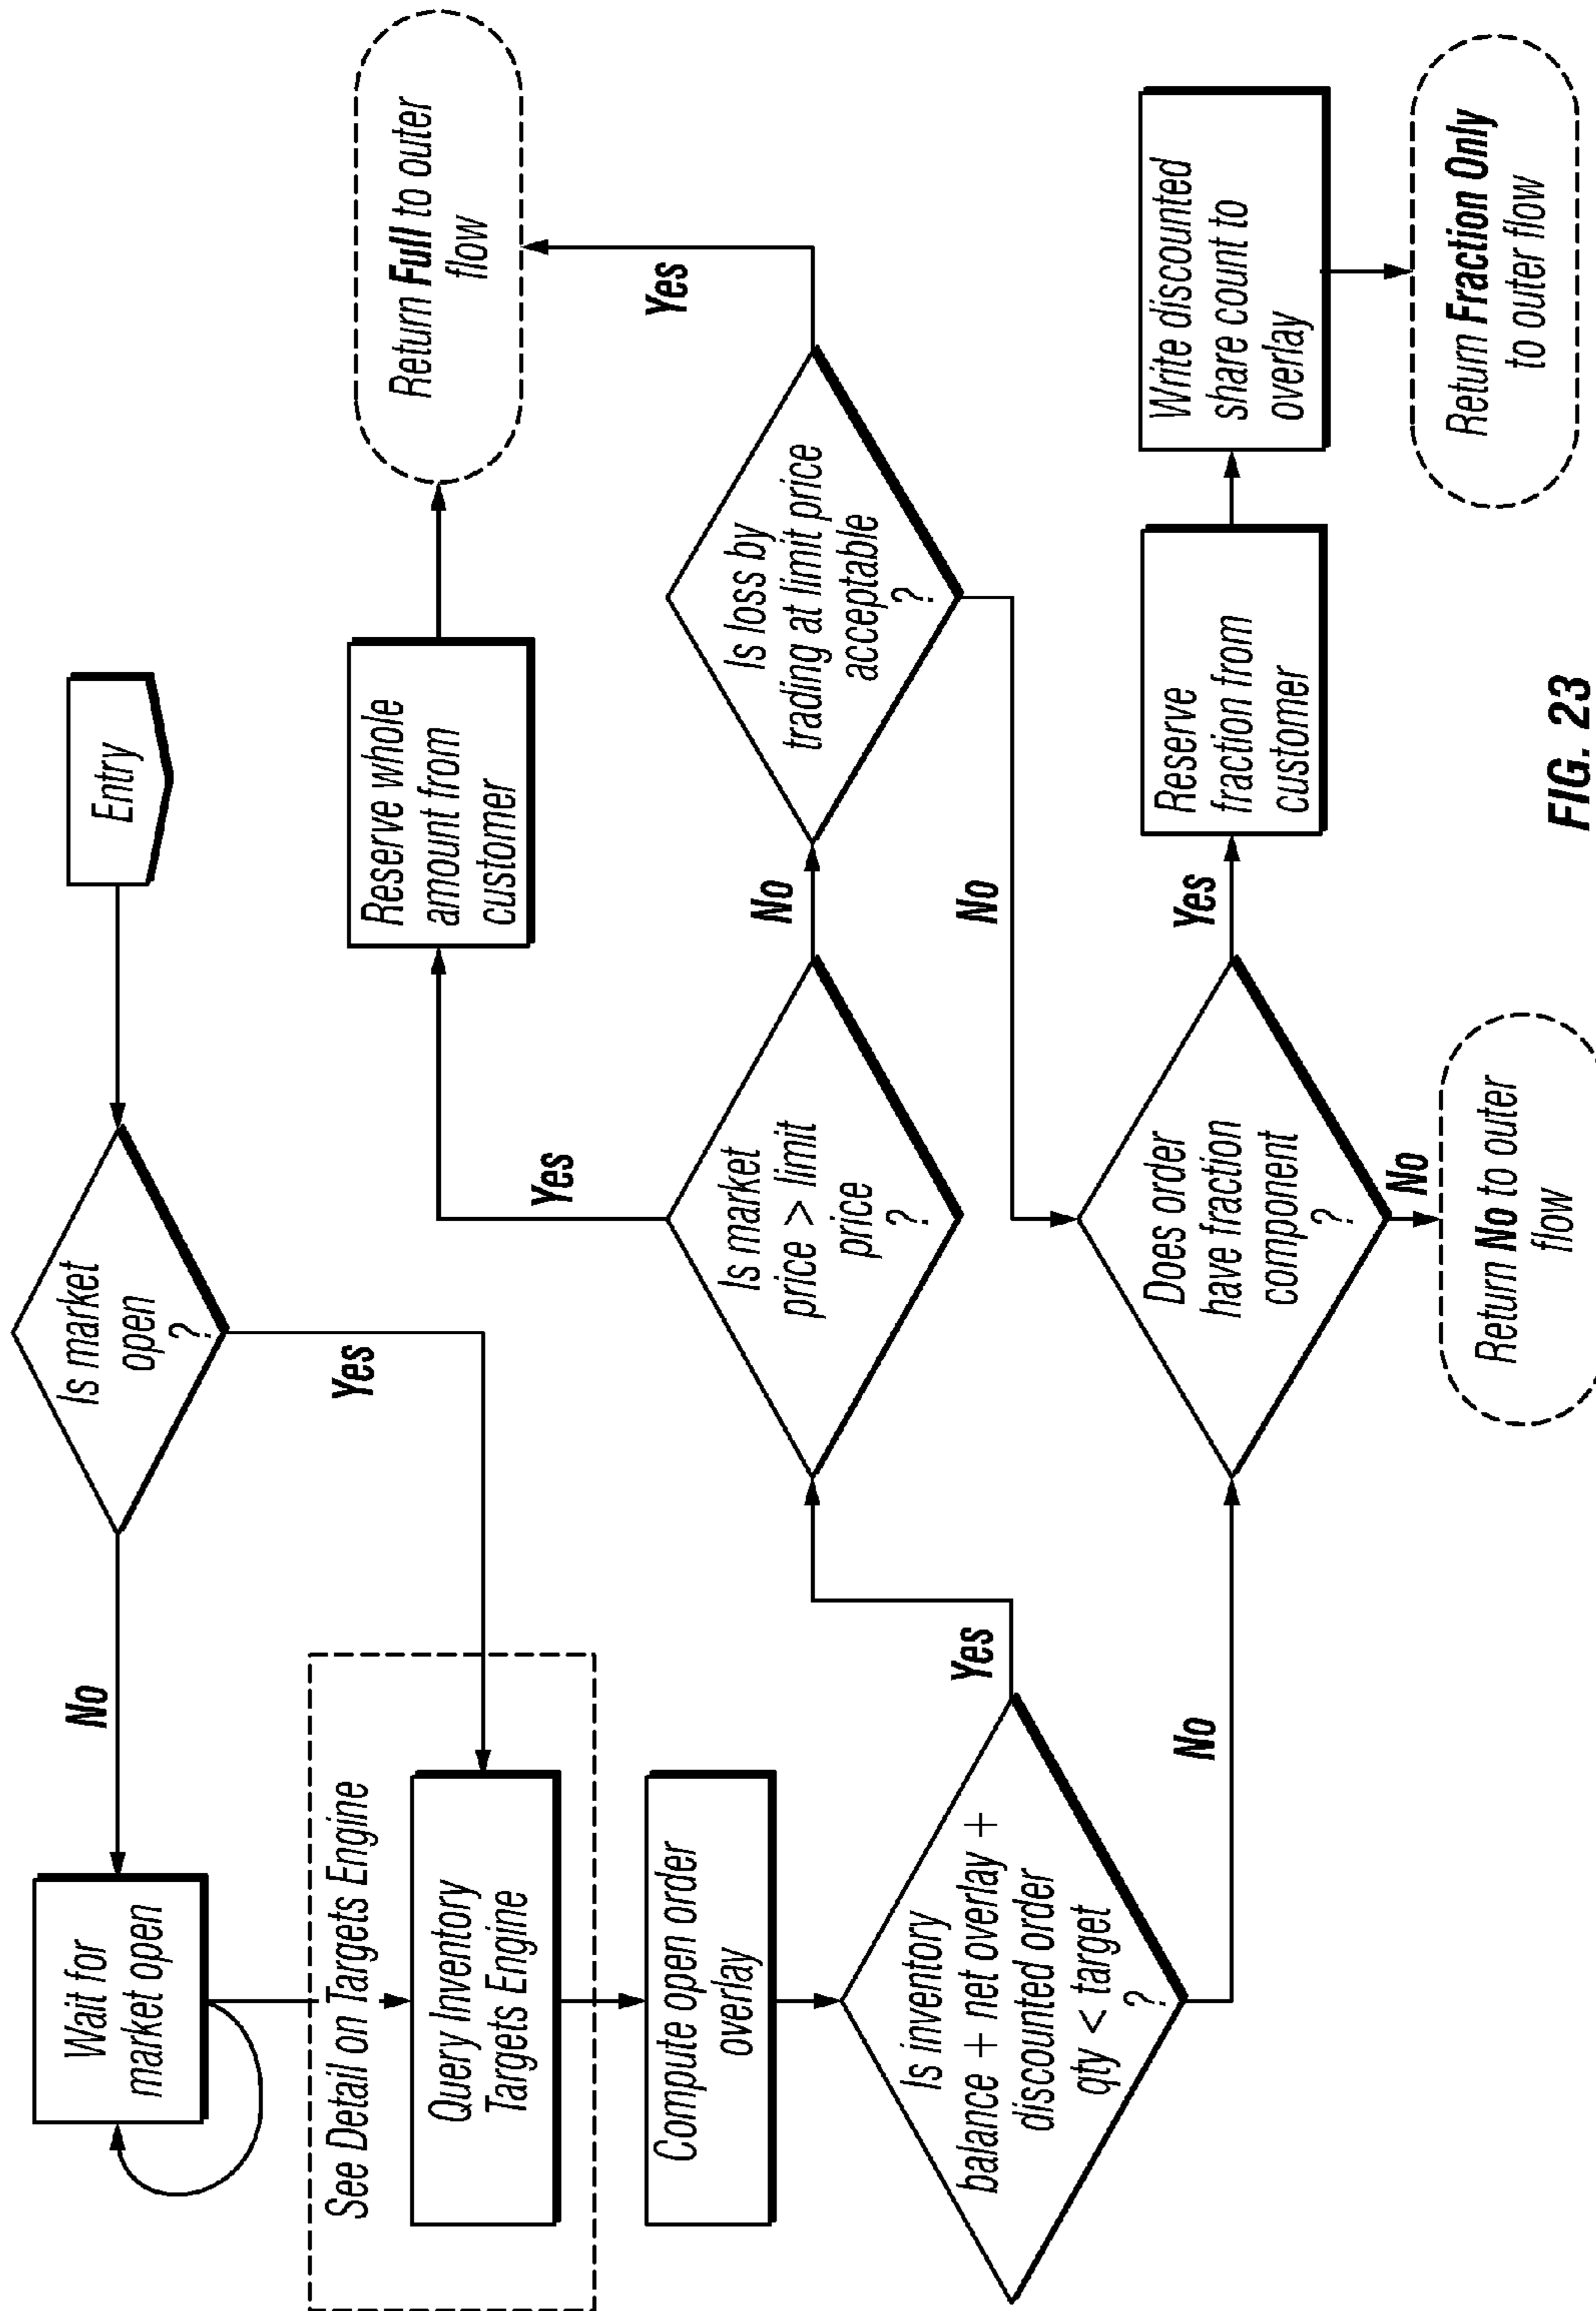 Entry
Is market
open
?
No
Yes
Wait for
market open
See Detail on Targets Engine
Query Inventory
Targets Engine
Compute open order
overlay
Is inventory
balance + net overlay +
discounted order
qty < target
?
Yes
No
Is market
price > limit
price
?
Yes
No
Reserve whole
amount from
customer
Return Full to outer
flow
Is loss by
trading at limit price
acceptable
?
Yes
No
Does order
have fraction
component
?
Yes
No
Reserve
fraction from
customer
Write discounted
share count to
overlay
Return Fraction Only
to outer flow
Return No to outer
flow
FIG. 23